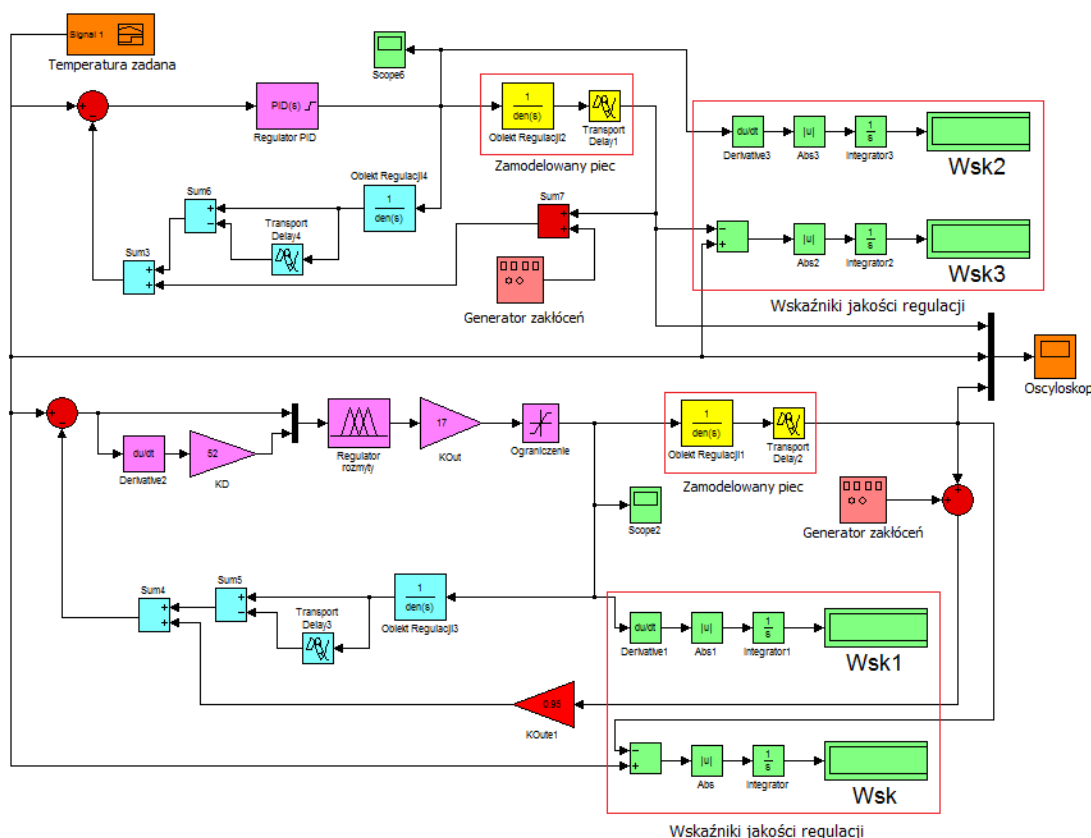 Signal 1
Temperatura zadana
Scope6
PID(s)
Regulator PID
1
den(s)
Obiekt Regulacji2
Transport
Delay1
Zamodelowany piec
du/dt
Derivative3
|u|
Abs3
1
s
Integrator3
Wsk2
Obiekt Regulacji4
1
den(s)
Sum6
+
−
Transport
Delay4
Sum7
+
+
Sum3
+
+
Generator zakłóceń
−
+
|u|
Abs2
1
s
Integrator2
Wsk3
Wskaźniki jakości regulacji
Oscyloskop
+
−
du/dt
Derivative2
52
KD
Regulator
rozmyty
17
KOut
Ograniczenie
1
den(s)
Obiekt Regulacji1
Transport
Delay2
Zamodelowany piec
Scope2
Generator zakłóceń
+
+
Sum4
+
+
Sum5
+
−
Transport
Delay3
1
den(s)
Obiekt Regulacji3
du/dt
Derivative1
|u|
Abs1
1
s
Integrator1
Wsk1
0.95
KOute1
−
+
|u|
Abs
1
s
Integrator
Wsk
Wskaźniki jakości regulacji